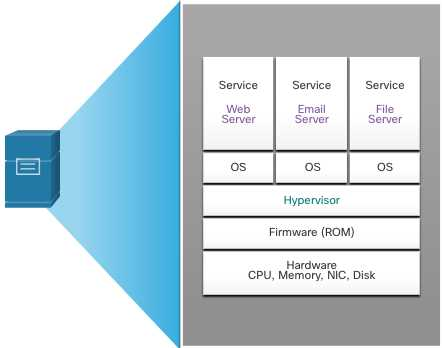 Service Service Service
Web Email File
Server Server Server
OS OS OS
Hypervisor
Firmware (ROM)
Hardware
CPU, Memory, NIC, Disk